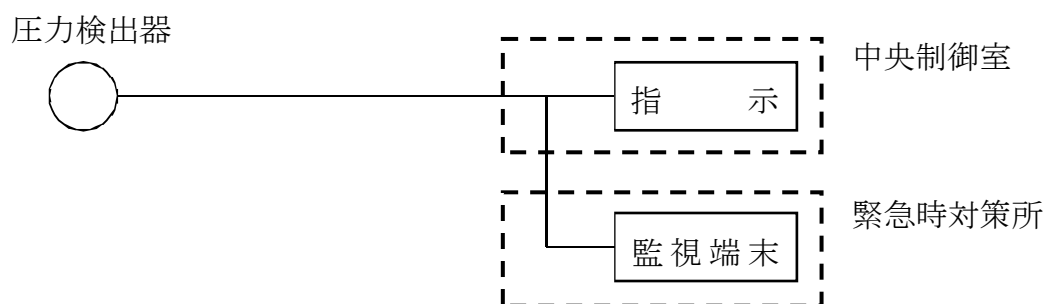 圧力検出器
中央制御室
指示
緊急時対策所
監視端末